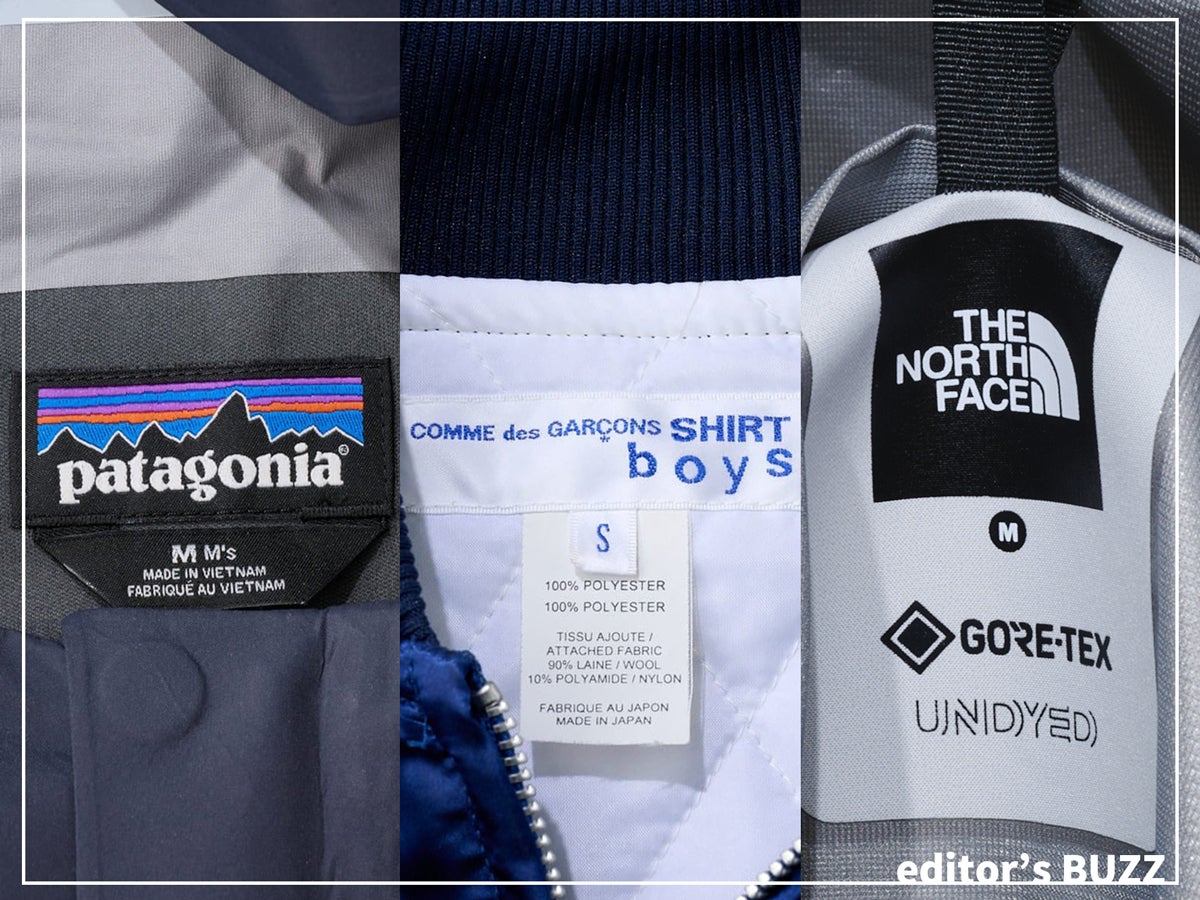 patagonia®
M M's
MADE IN VIETNAM
FABRIQUÉ AU VIETNAM
COMME des GARÇONS SHIRT
boys
S
100% POLYESTER
100% POLYESTER
TISSU AJOUTE /
ATTACHED FABRIC
90% LAINE / WOOL
10% POLYAMIDE / NYLON
FABRIQUE AU JAPON
MADE IN JAPAN
THE
NORTH
FACE
M
GORE-TEX
UNDYED
editor's BUZZ